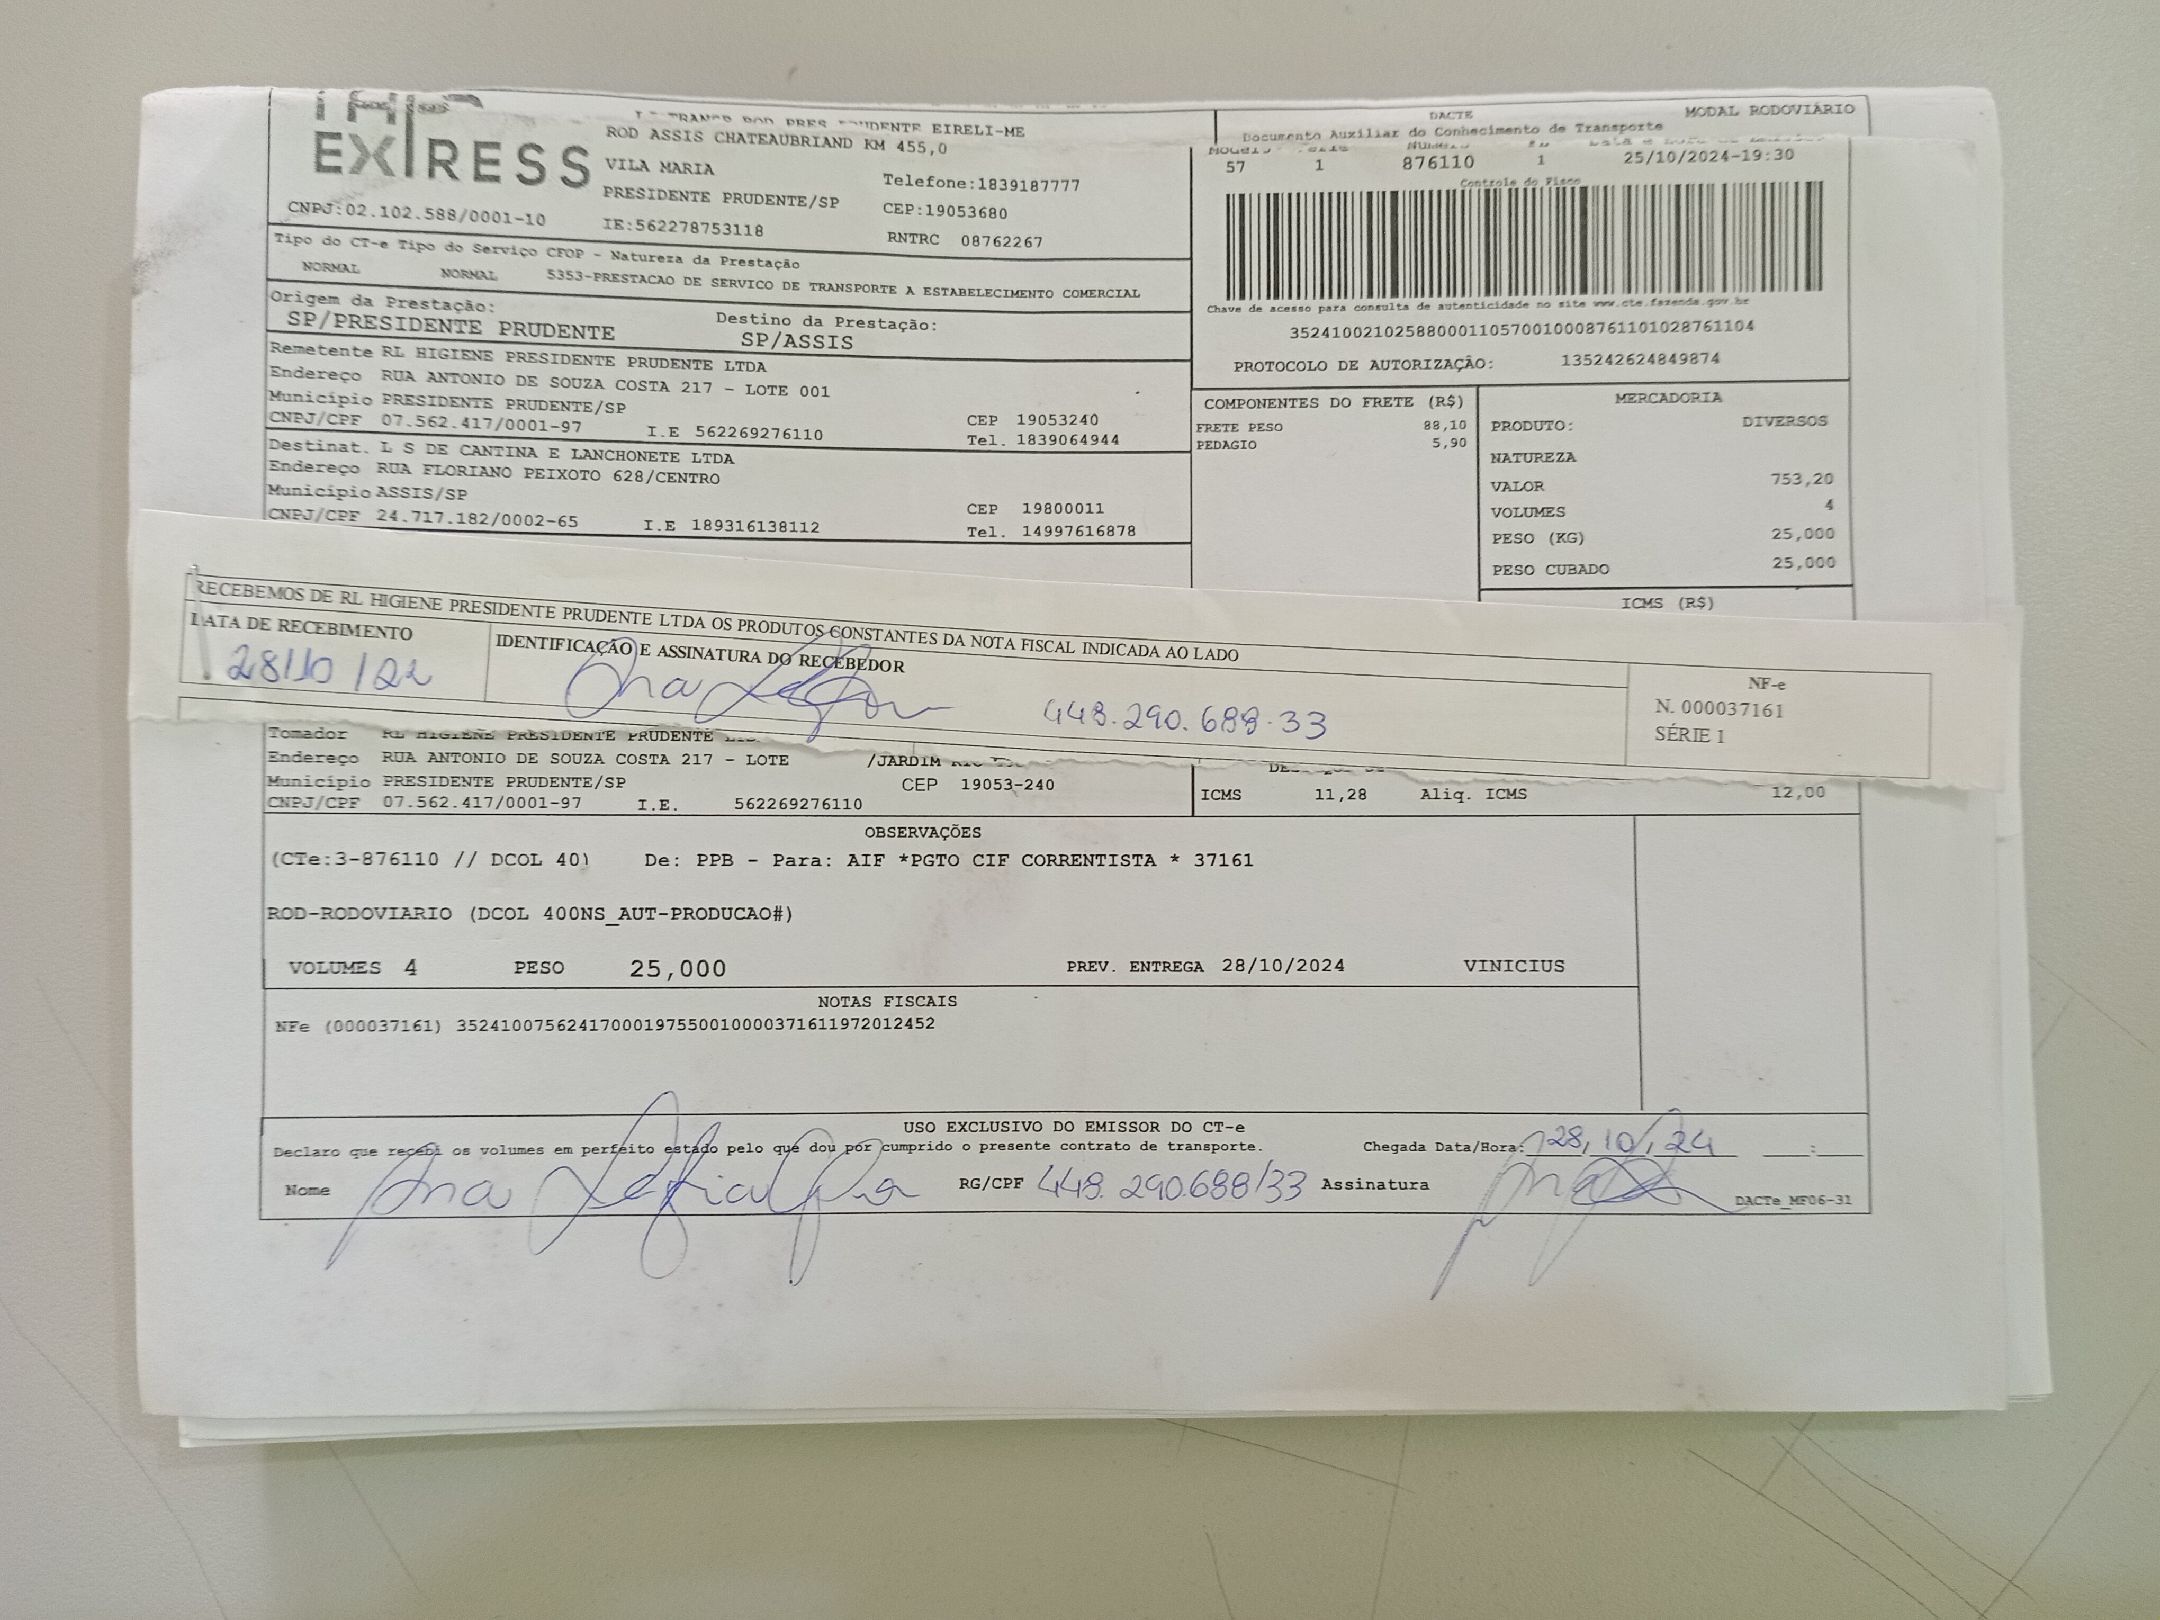 EXPRESS
PRUDENTE EIRELI-ME
ROD ASSIS CHATEAUBRIAND KM 455,0
VILA MARIA
Telefone:1839187777
PRESIDENTE PRUDENTE/SP
CEP:19053680
CNPJ:02.102.588/0001-10
IE:562278753118
RNTRC 08762267
DACTE
MODAL RODOVIÁRIO
Documento Auxiliar do Conhecimento de Transporte
57 1 876110 1 25/10/2024-19:30
Controle do Fisco
Chave de acesso para consulta de autenticidade no site www.cte.fazenda.gov.br
35241002102588000110570010008761101028761104
PROTOCOLO DE AUTORIZAÇÃO: 135242624849874
Tipo do CT-e Tipo do Serviço CFOP - Natureza da Prestação
NORMAL NORMAL 5353-PRESTACAO DE SERVICO DE TRANSPORTE A ESTABELECIMENTO COMERCIAL
Origem da Prestação: Destino da Prestação:
SP/PRESIDENTE PRUDENTE SP/ASSIS
Remetente RL HIGIENE PRESIDENTE PRUDENTE LTDA
Endereço RUA ANTONIO DE SOUZA COSTA 217 - LOTE 001
Município PRESIDENTE PRUDENTE/SP CEP 19053240
CNPJ/CPF 07.562.417/0001-97 I.E 562269276110 Tel. 1839064944
Destinat. L S DE CANTINA E LANCHONETE LTDA
Endereço RUA FLORIANO PEIXOTO 628/CENTRO
Município ASSIS/SP CEP 19800011
CNPJ/CPF 24.717.182/0002-65 I.E 189316138112 Tel. 14997616878
COMPONENTES DO FRETE (R$)
FRETE PESO 88,10
PEDAGIO 5,90
MERCADORIA
PRODUTO: DIVERSOS
NATUREZA
VALOR 753,20
VOLUMES 4
PESO (KG) 25,000
PESO CUBADO 25,000
ICMS (R$)
RECEBEMOS DE RL HIGIENE PRESIDENTE PRUDENTE LTDA OS PRODUTOS CONSTANTES DA NOTA FISCAL INDICADA AO LADO
DATA DE RECEBIMENTO
28/10/22
IDENTIFICAÇÃO E ASSINATURA DO RECEBEDOR
448.290.688-33
NF-e
N. 000037161
SÉRIE 1
Tomador RL HIGIENE PRESIDENTE PRUDENTE
Endereço RUA ANTONIO DE SOUZA COSTA 217 - LOTE /JARDIM
Município PRESIDENTE PRUDENTE/SP CEP 19053-240
CNPJ/CPF 07.562.417/0001-97 I.E. 562269276110
ICMS 11,28 Aliq. ICMS 12,00
OBSERVAÇÕES
(CTe:3-876110 // DCOL 40) De: PPB - Para: AIF *PGTO CIF CORRENTISTA * 37161
ROD-RODOVIARIO (DCOL 400NS_AUT-PRODUCAO#)
VOLUMES 4 PESO 25,000 PREV. ENTREGA 28/10/2024 VINICIUS
NOTAS FISCAIS
NFe (000037161) 35241007562417000197550010000371611972012452
USO EXCLUSIVO DO EMISSOR DO CT-e
Declaro que recebi os volumes em perfeito estado pelo que dou por cumprido o presente contrato de transporte. Chegada Data/Hora: 28/10/24
Nome Ana RG/CPF 448.290.688/33 Assinatura
DACTe_MF06-31